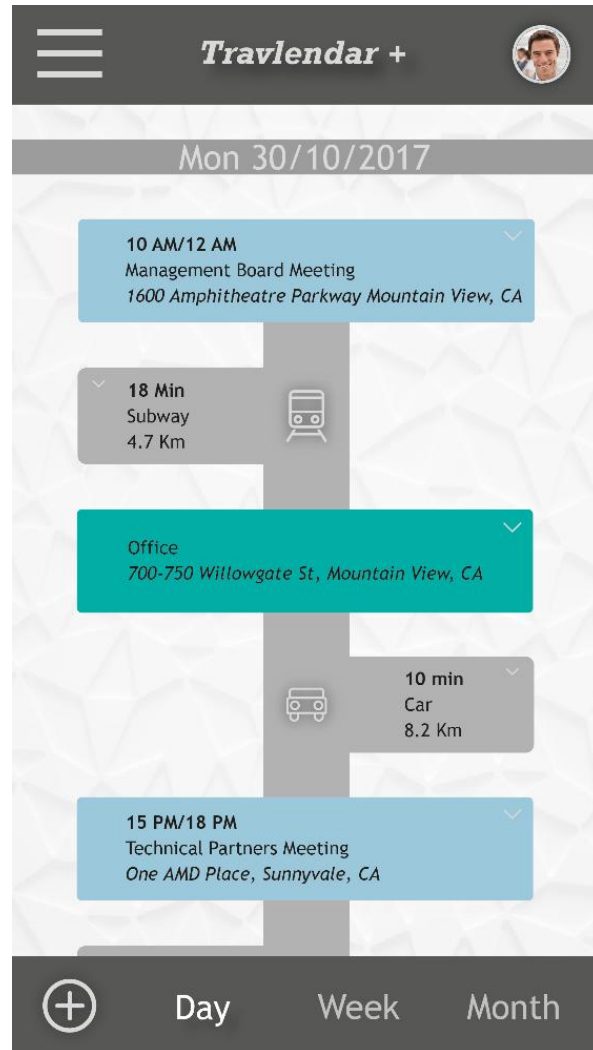 Travlendar +
Mon 30/10/2017
10 AM/12 AM
Management Board Meeting
1600 Amphitheatre Parkway Mountain View, CA
18 Min
Subway
4.7 Km
Office
700-750 Willowgate St, Mountain View, CA
10 min
Car
8.2 Km
15 PM/18 PM
Technical Partners Meeting
One AMD Place, Sunnyvale, CA
Day Week Month